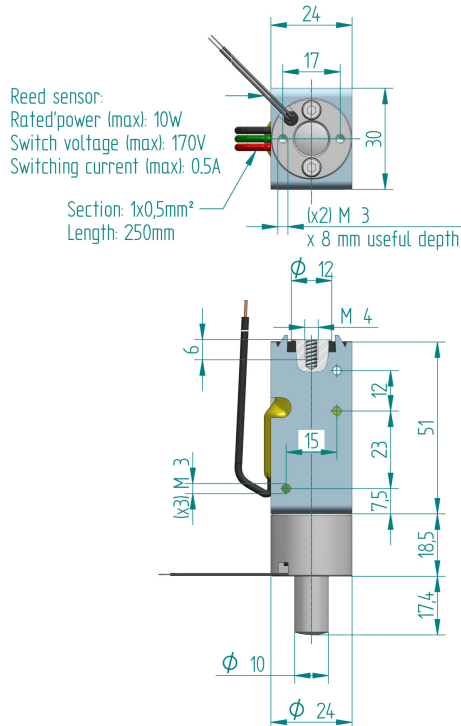 24
17
Reed sensor:
Rated'power (max): 10W
Switch voltage (max): 170V
Switching current (max): 0.5A
30
Section: 1x0,5mm²
Length: 250mm
(x2) M 3
x 8 mm useful depth
Φ 12
M 4
6
12
15
23
51
(x3) M 3
7,5
18,5
17,4
Φ 10
Φ 24